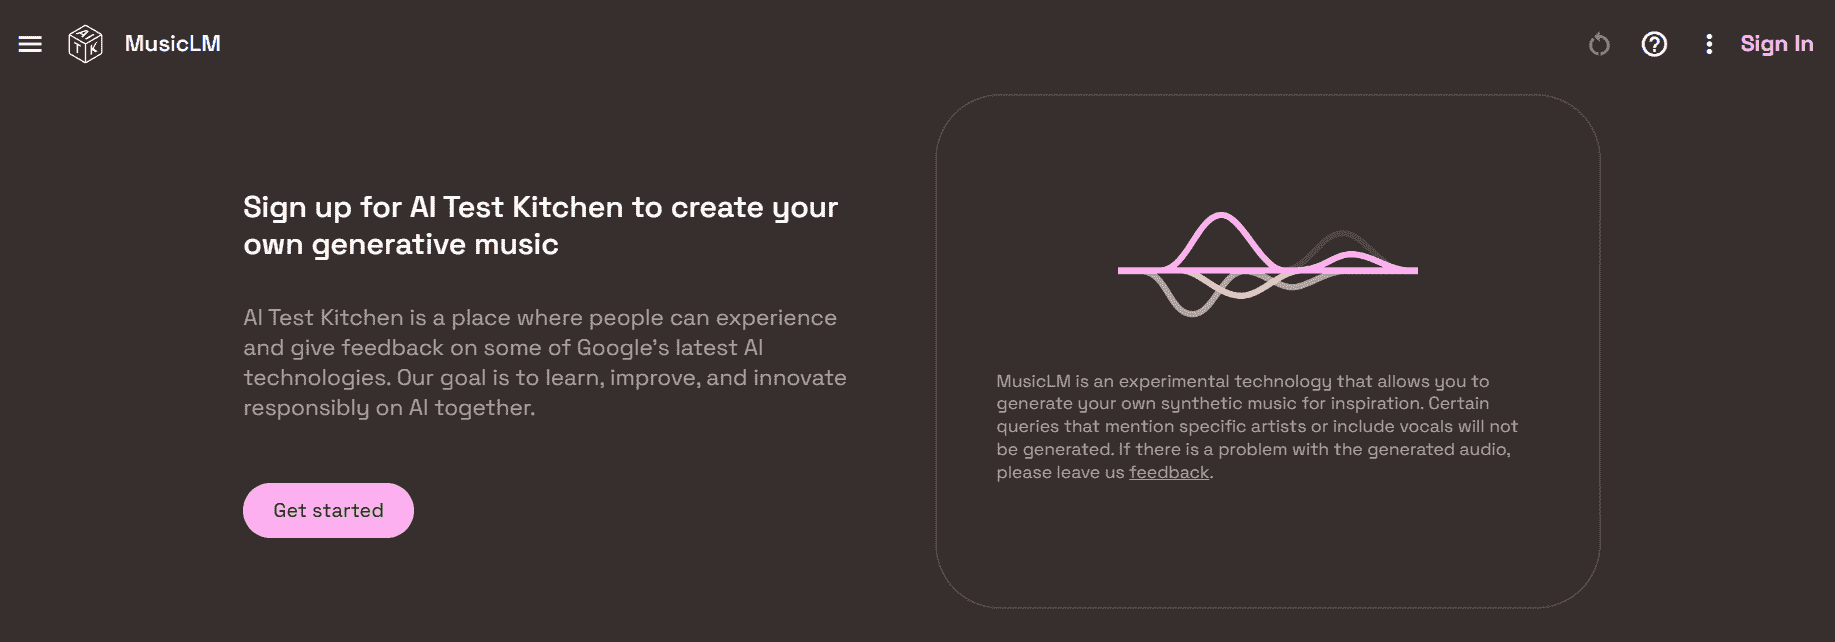 MusicLM
Sign In
Sign up for AI Test Kitchen to create your
own generative music
AI Test Kitchen is a place where people can experience
and give feedback on some of Google's latest AI
technologies. Our goal is to learn, improve, and innovate
responsibly on AI together.
Get started
MusicLM is an experimental technology that allows you to
generate your own synthetic music for inspiration. Certain
queries that mention specific artists or include vocals will not
be generated. If there is a problem with the generated audio,
please leave us feedback.